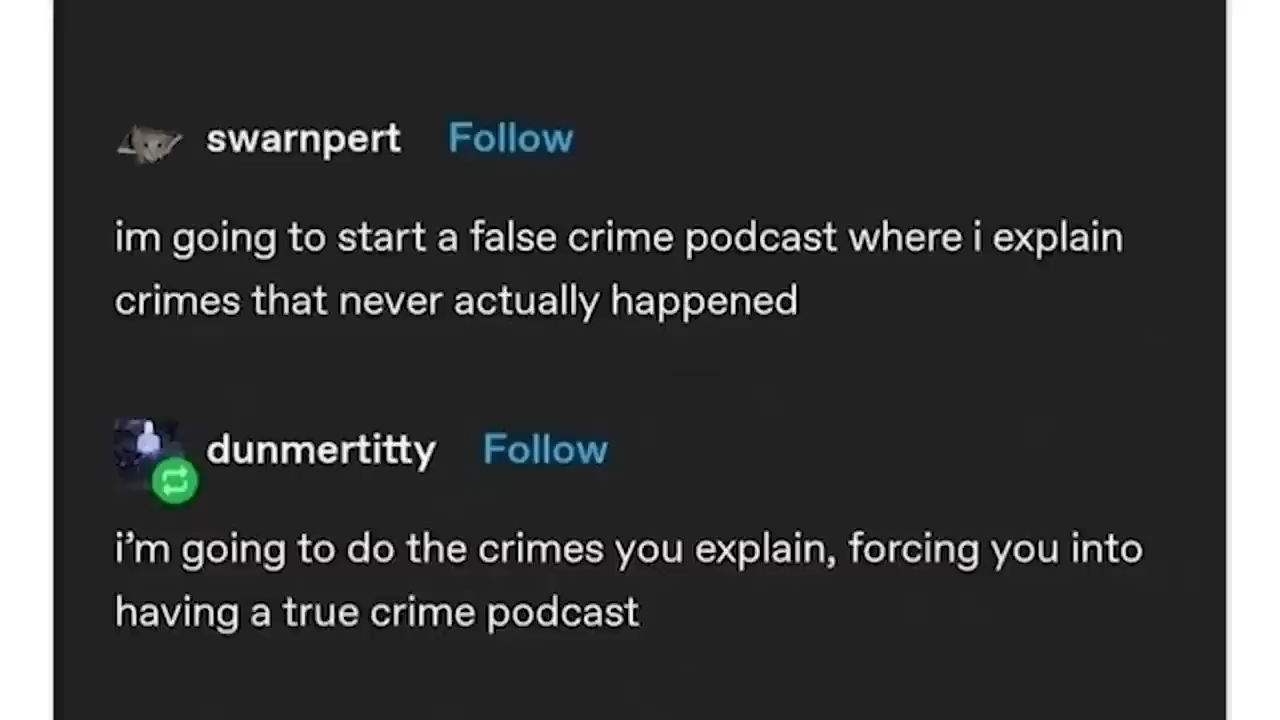 swarnpert Follow
im going to start a false crime podcast where i explain
crimes that never actually happened
dunmertitty Follow
i’m going to do the crimes you explain, forcing you into
having a true crime podcast